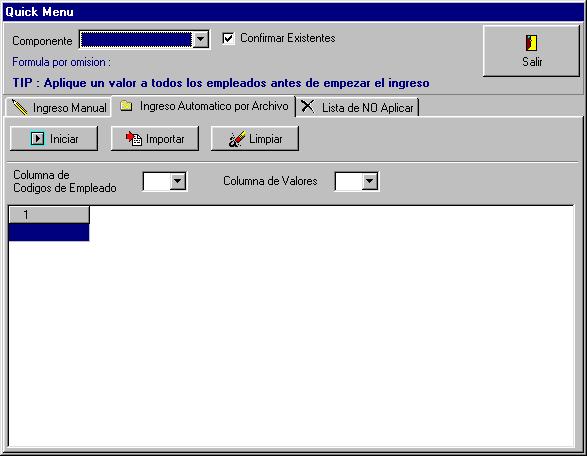 Quick Menu
Componente
Confirmar Existentes
Salir
Formula por omision :
TIP : Aplique un valor a todos los empleados antes de empezar el ingreso
Ingreso Manual
Ingreso Automatico por Archivo
Lista de NO Aplicar
Iniciar
Importar
Limpiar
Columna de
Codigos de Empleado
Columna de Valores
1